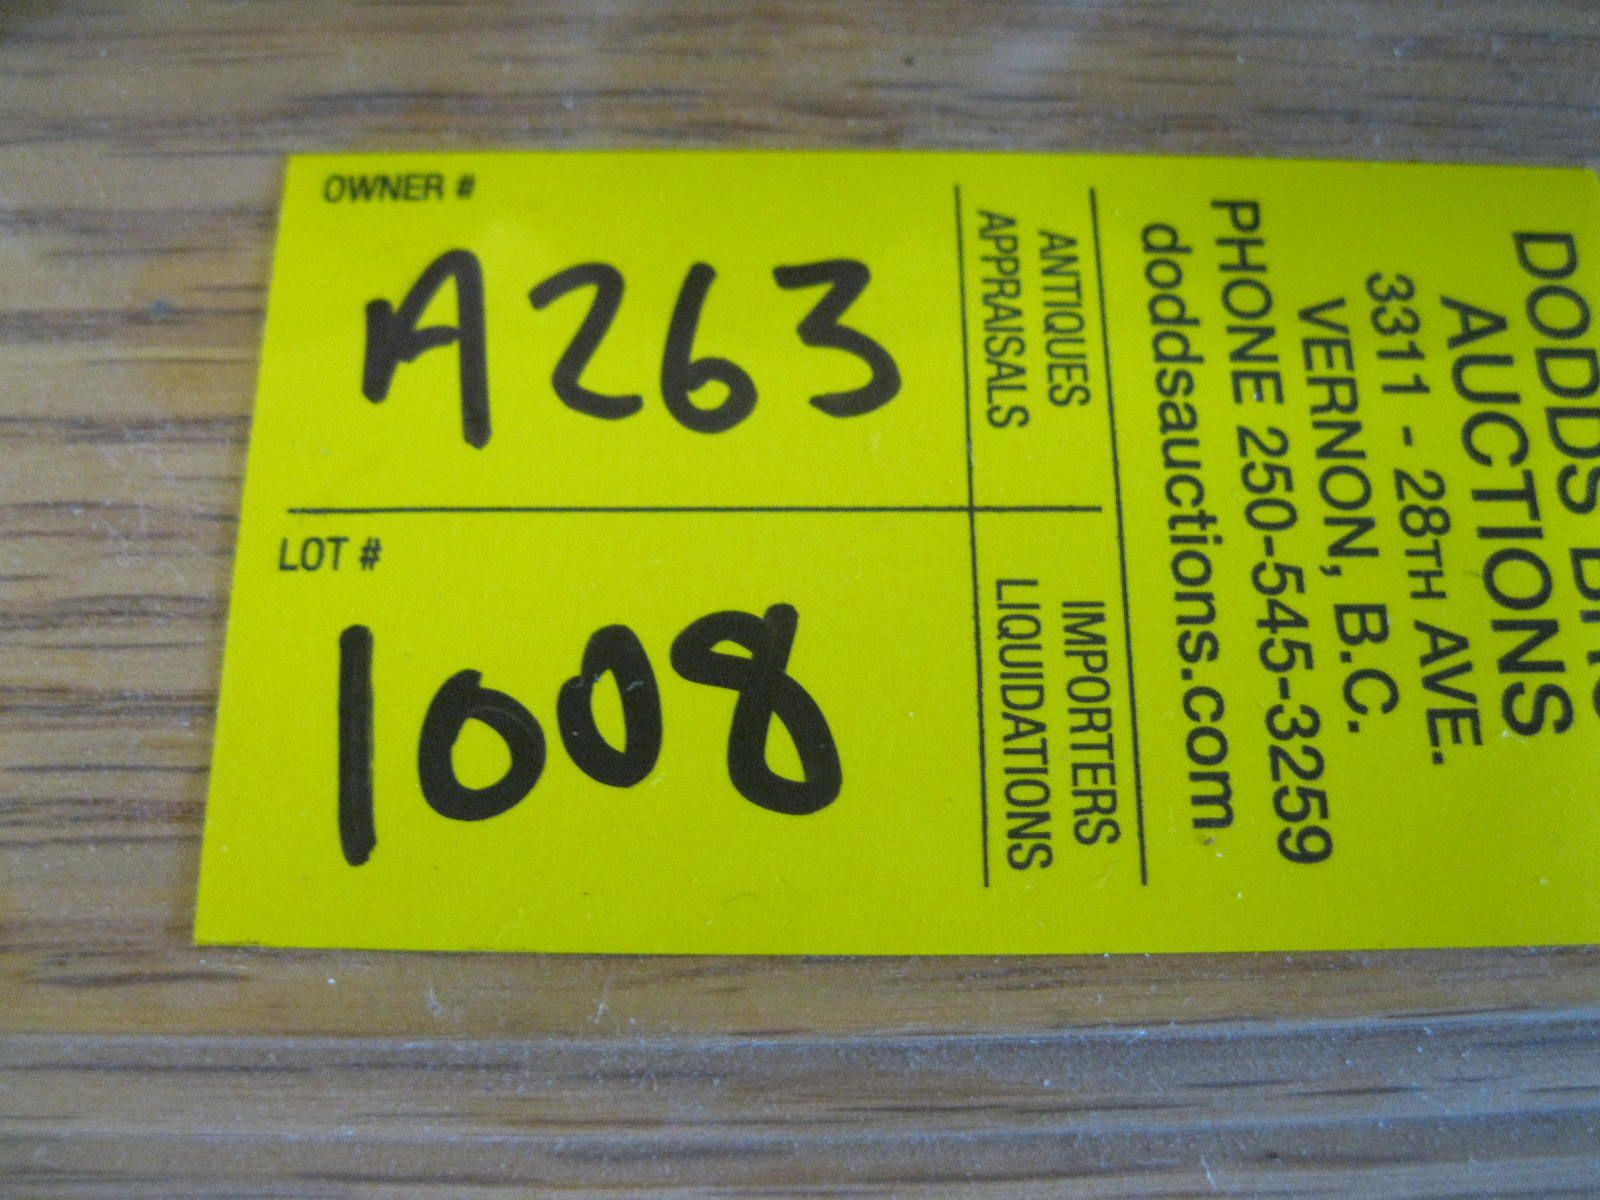 OWNER #
A263
LOT #
1008
ANTIQUES
APPRAISALS
IMPORTERS
LIQUIDATIONS
DODDS
AUCTIONS
3311 - 28TH AVE.
VERNON, B.C.
PHONE 250-545-3259
doddsauctions.com